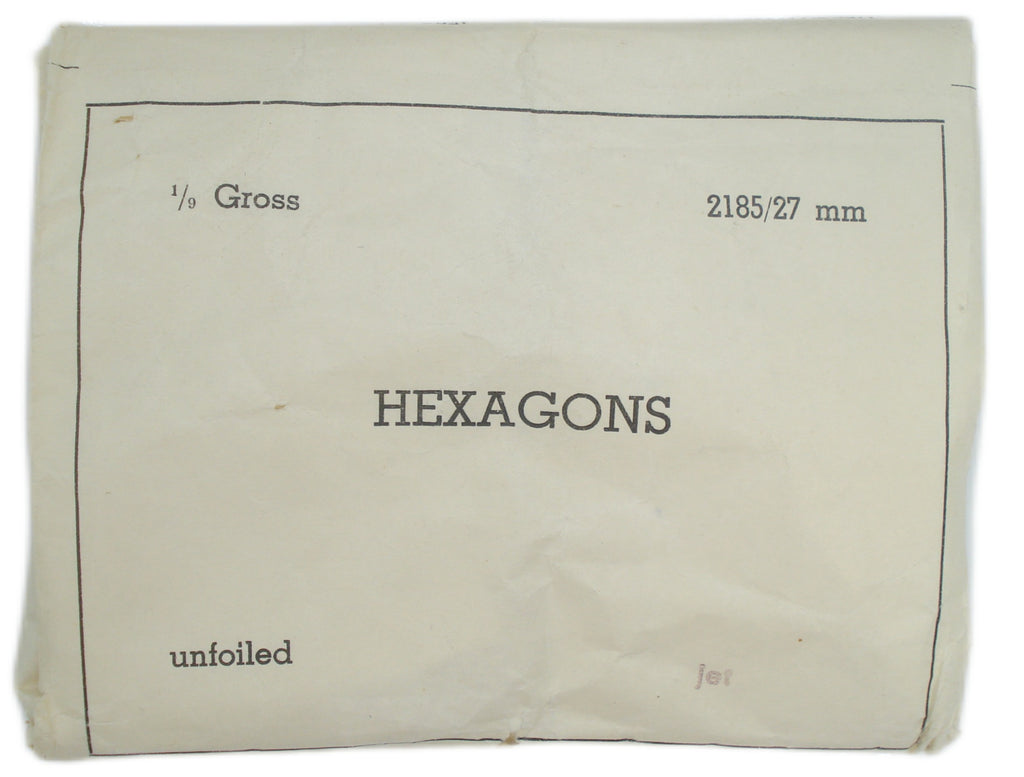 1/9 Gross 2185/27 mm
HEXAGONS
unfoiled
jet